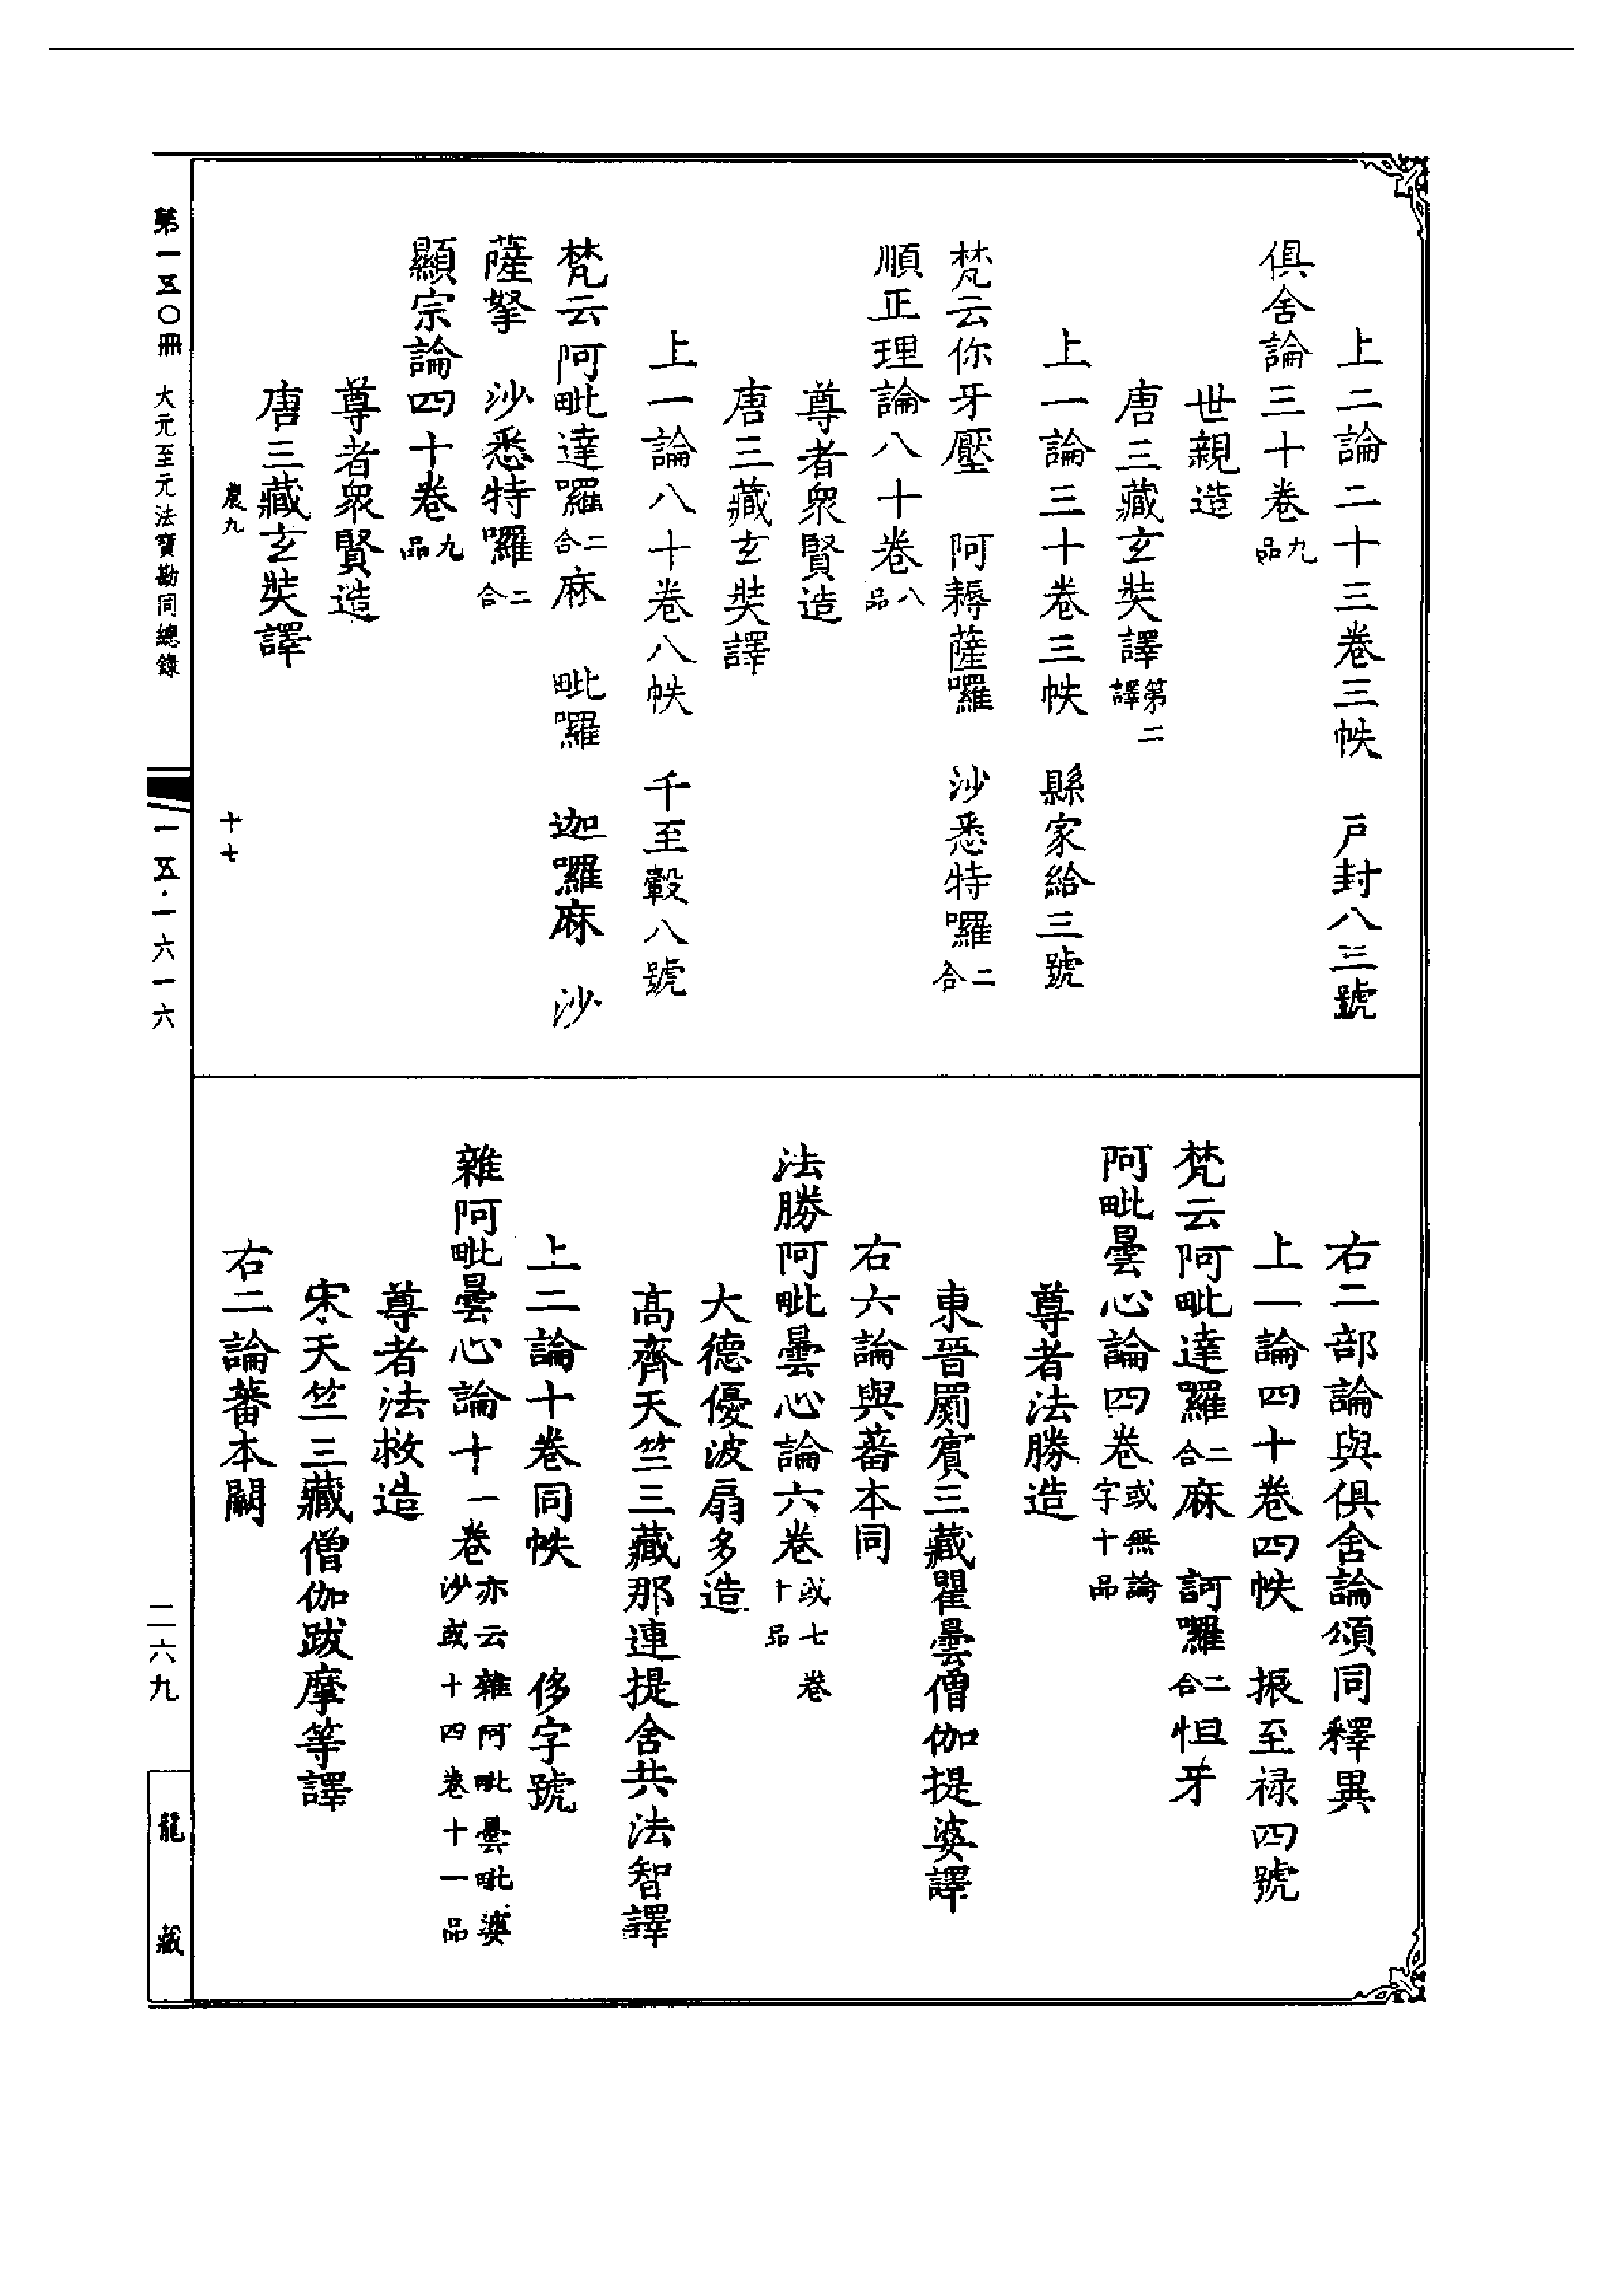 上二論二十三卷三帙　戶封八三號
俱舍論三十卷九品
世親造
唐三藏玄奘譯第二譯
上一論三十卷三帙　縣家給三號
梵云你牙壓　阿耨薩囉　沙悉特囉二合
順正理論八十卷八品
尊者衆賢造
唐三藏玄奘譯
上一論八十卷八帙　千至轂八號
梵云阿毗達囉二合麻　毗囉　迦囉麻　沙
薩拏　沙悉特囉二合
顯宗論四十卷九品
尊者衆賢造
唐三藏玄奘譯
農九　十七
右二部論與俱舍論頌同釋異
上一論四十卷四帙　振至祿四號
梵云阿毗達羅二合麻　訶囉二合怛牙
阿毗曇心論四卷或無論字十品
尊者法勝造
東晉罽賓三藏瞿曇僧伽提婆譯
右六論與蕃本同
法勝阿毗曇心論六卷或七卷十品
大德優波扇多造
高齊天竺三藏那連提舍共法智譯
上二論十卷同帙　侈字號
雜阿毗曇心論十一卷亦云雜阿毗曇毗婆沙或十四卷十一品
尊者法救造
宋天竺三藏僧伽跋摩等譯
右二論蕃本闕
第一五〇冊　大元至元法寶勘同總錄
一五·一六一六
二六九
龍藏